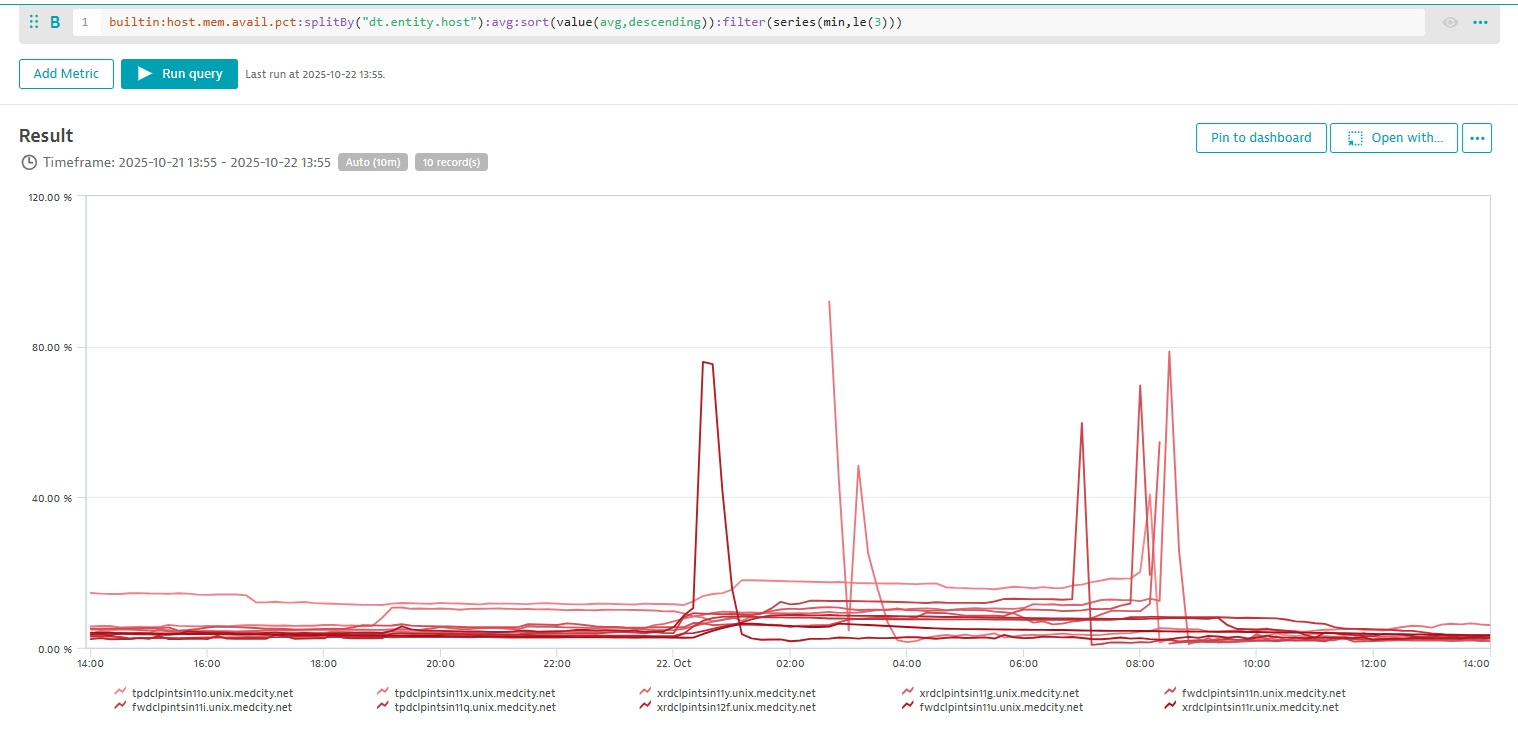 B 1 builtin:host.mem.avail.pct:splitBy("dt.entity.host"):avg:sort(value(avg,descending)):filter(series(min,le(3)))
Add Metric Run query Last run at 2025-10-22 13:55.
Result
Pin to dashboard Open with...
Timeframe: 2025-10-21 13:55 - 2025-10-22 13:55 Auto (10m) 10 record(s)
120.00 %
80.00 %
40.00 %
0.00 %
14:00 16:00 18:00 20:00 22:00 22. Oct 02:00 04:00 06:00 08:00 10:00 12:00 14:00
tpdclpintsin11o.unix.medcity.net tpdclpintsin11x.unix.medcity.net xrdclpintsin11y.unix.medcity.net xrdclpintsin11g.unix.medcity.net fwdclpintsin11n.unix.medcity.net
fwdclpintsin11i.unix.medcity.net tpdclpintsin11q.unix.medcity.net xrdclpintsin12f.unix.medcity.net fwdclpintsin11u.unix.medcity.net xrdclpintsin11r.unix.medcity.net